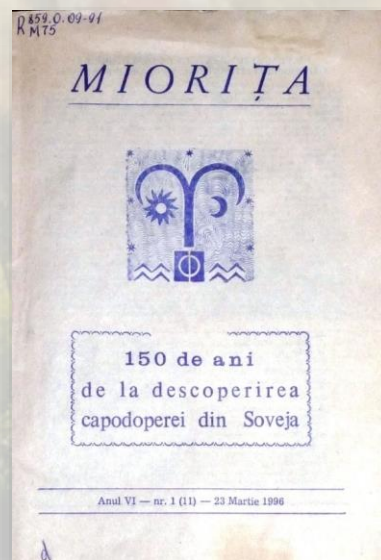 R 859.0.09-91
M75
MIORIȚA
150 de ani
de la descoperirea
capodoperei din Soveja
Anul VI — nr. 1 (11) — 23 Martie 1996